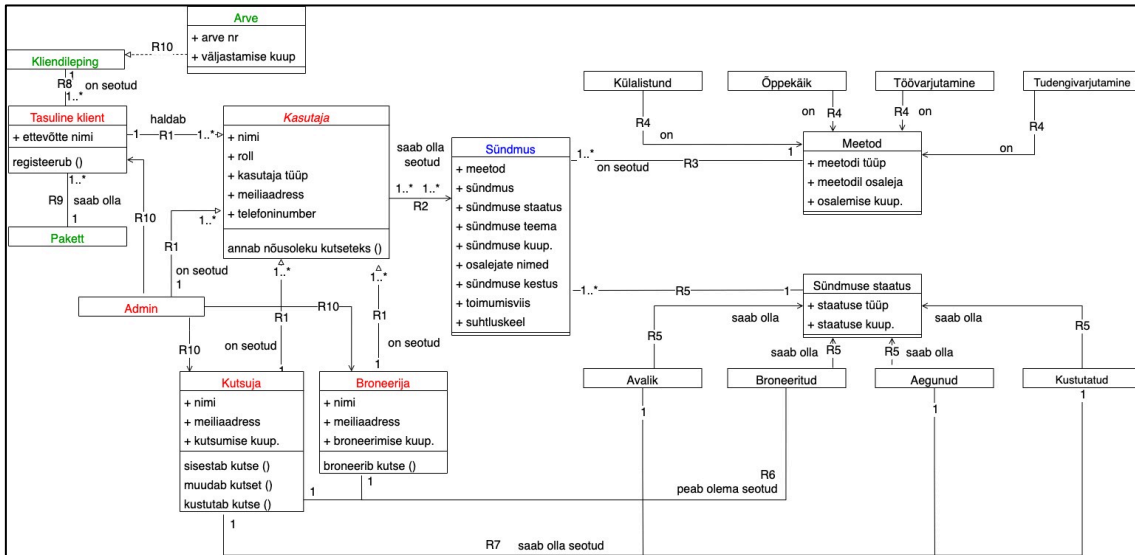 Arve
+ arve nr
+ väljastamise kuup
R10
Kliendileping
1
R8
on seotud
1..*
Tasuline klient
+ ettevõtte nimi
registeerub ()
haldab
1
R1
1..*
1..*
R9
saab olla
1
Pakett
R10
Kasutaja
+ nimi
+ roll
+ kasutaja tüüp
+ meiliaadress
+ telefoninumber
annab nõusoleku kutseteks ()
1..*
R1
on seotud
1
Admin
saab olla
seotud
1..*
1..*
R2
Sündmus
+ meetod
+ sündmus
+ sündmuse staatus
+ sündmuse teema
+ sündmuse kuup.
+ osalejate nimed
+ sündmuse kestus
+ toimumisviis
+ suhtluskeel
1..*
on seotud
R3
1
Külalistund
Õppekäik
Töövarjutamine
Tudengivarjutamine
R4
on
R4
on
R4
on
R4
on
Meetod
+ meetodi tüüp
+ meetodil osaleja
+ osalemise kuup.
1..*
R5
1
Sündmuse staatus
+ staatuse tüüp
+ staatuse kuup.
saab olla
R5
saab olla
R5
saab olla
R5
saab olla
R5
Avalik
Broneeritud
Aegunud
Kustutatud
1
1
1
1..*
R1
on seotud
1
1..*
R1
on seotud
1
R10
R10
Kutsuja
+ nimi
+ meiliaadress
+ kutsumise kuup.
sisestab kutse ()
muudab kutset ()
kustutab kutse ()
Broneerija
+ nimi
+ meiliaadress
+ broneerimise kuup.
broneerib kutse ()
1
1
R6
peab olema seotud
1
R7
saab olla seotud